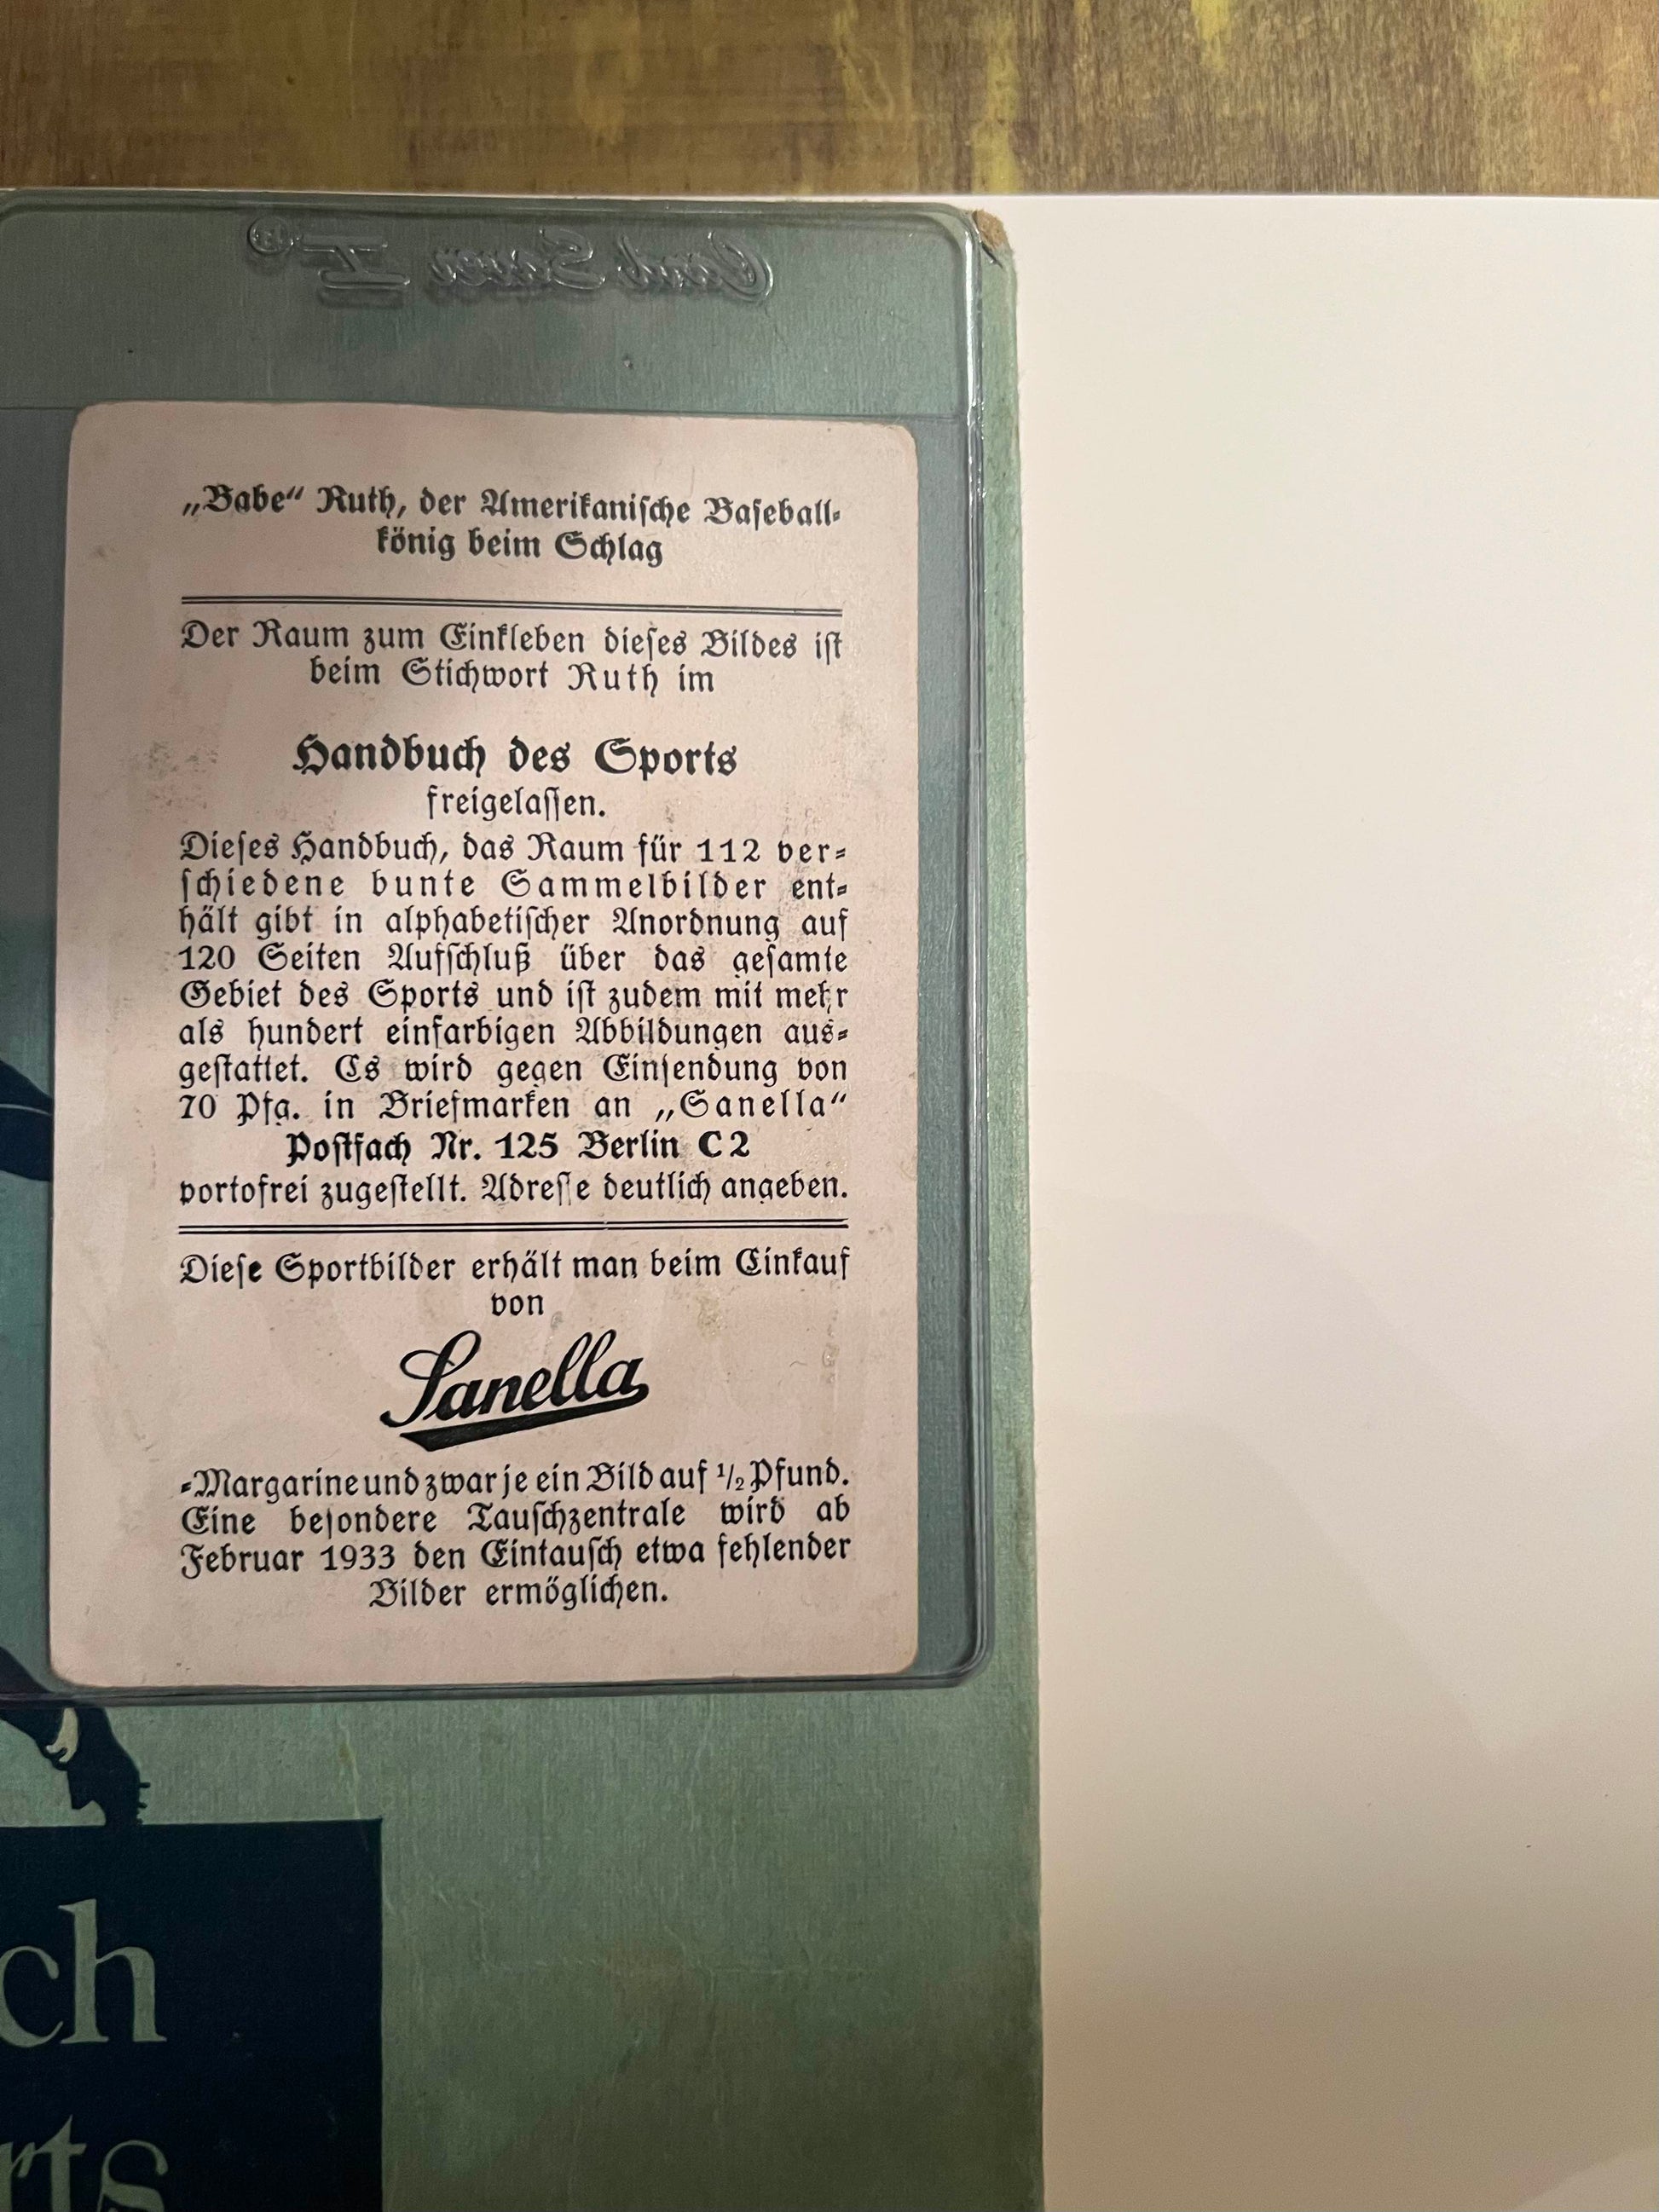 Card Saver I®
„Babe“ Ruth, der Amerikanische Baseball-
könig beim Schlag
Der Raum zum Einkleben dieses Bildes ist
beim Stichwort Ruth im
Handbuch des Sports
freigelassen.
Dieses Handbuch, das Raum für 112 ver-
schiedene bunte Sammelbilder ent-
hält gibt in alphabetischer Anordnung auf
120 Seiten Aufschluß über das gesamte
Gebiet des Sports und ist zudem mit mehr
als hundert einfarbigen Abbildungen aus-
gestattet. Es wird gegen Einsendung von
70 Pfg. in Briefmarken an „Sanella“
Postfach Nr. 125 Berlin C 2
portofrei zugestellt. Adresse deutlich angeben.
Diese Sportbilder erhält man beim Einkauf
von
Sanella
-Margarine und zwar je ein Bild auf ½ Pfund.
Eine besondere Tauschzentrale wird ab
Februar 1933 den Eintausch etwa fehlender
Bilder ermöglichen.
ch
rts